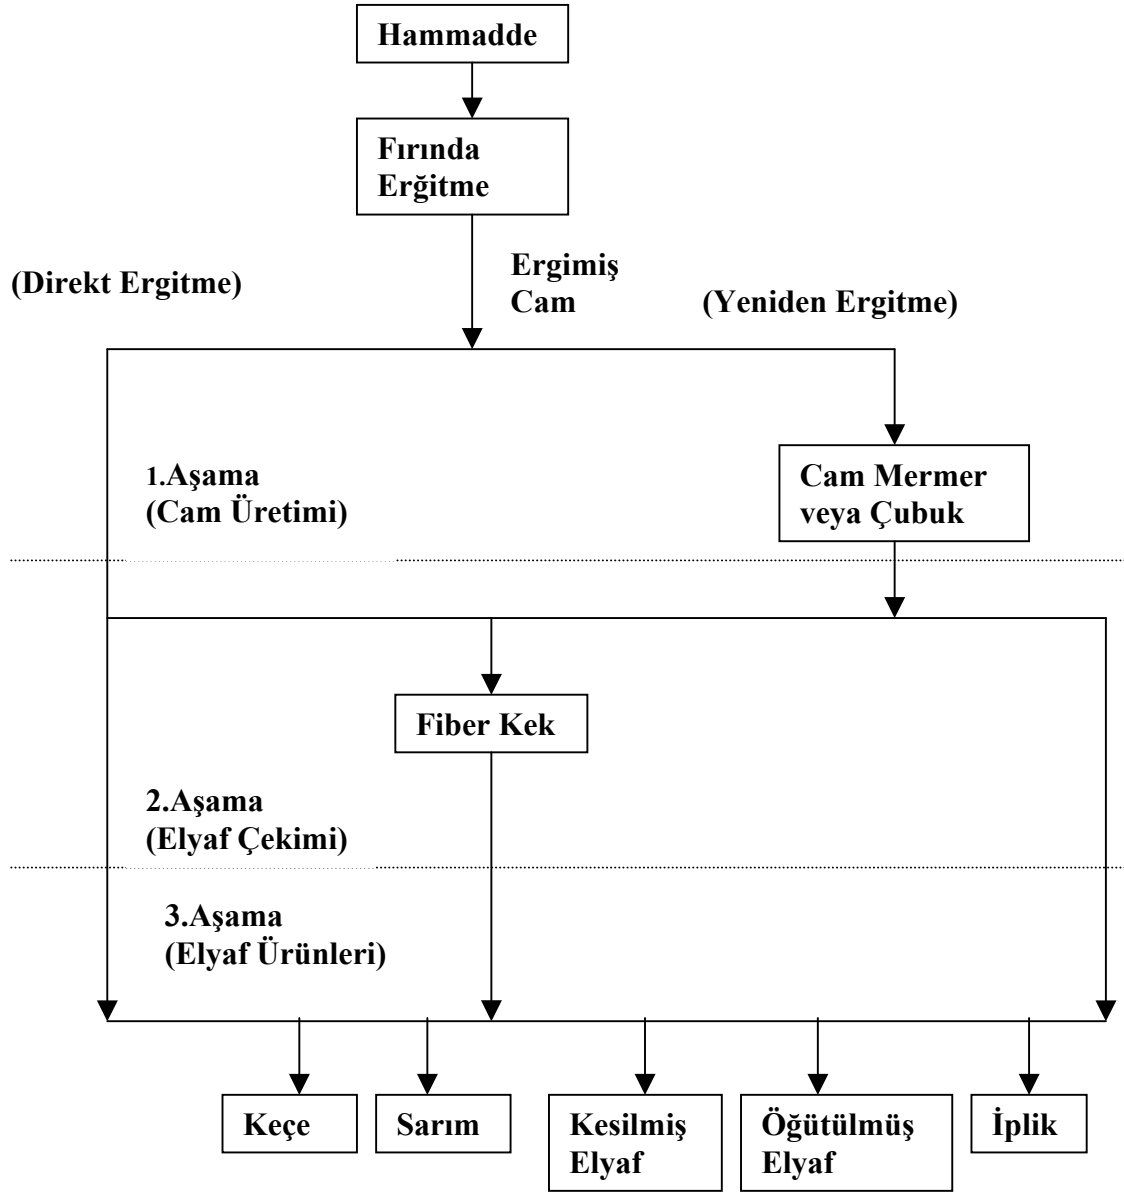 Hammadde
Fırında
Erğitme
(Direkt Ergitme)
Ergimiş
Cam
(Yeniden Ergitme)
1.Aşama
(Cam Üretimi)
Cam Mermer
veya Çubuk
Fiber Kek
2.Aşama
(Elyaf Çekimi)
3.Aşama
(Elyaf Ürünleri)
Keçe
Sarım
Kesilmiş
Elyaf
Öğütülmüş
Elyaf
İplik